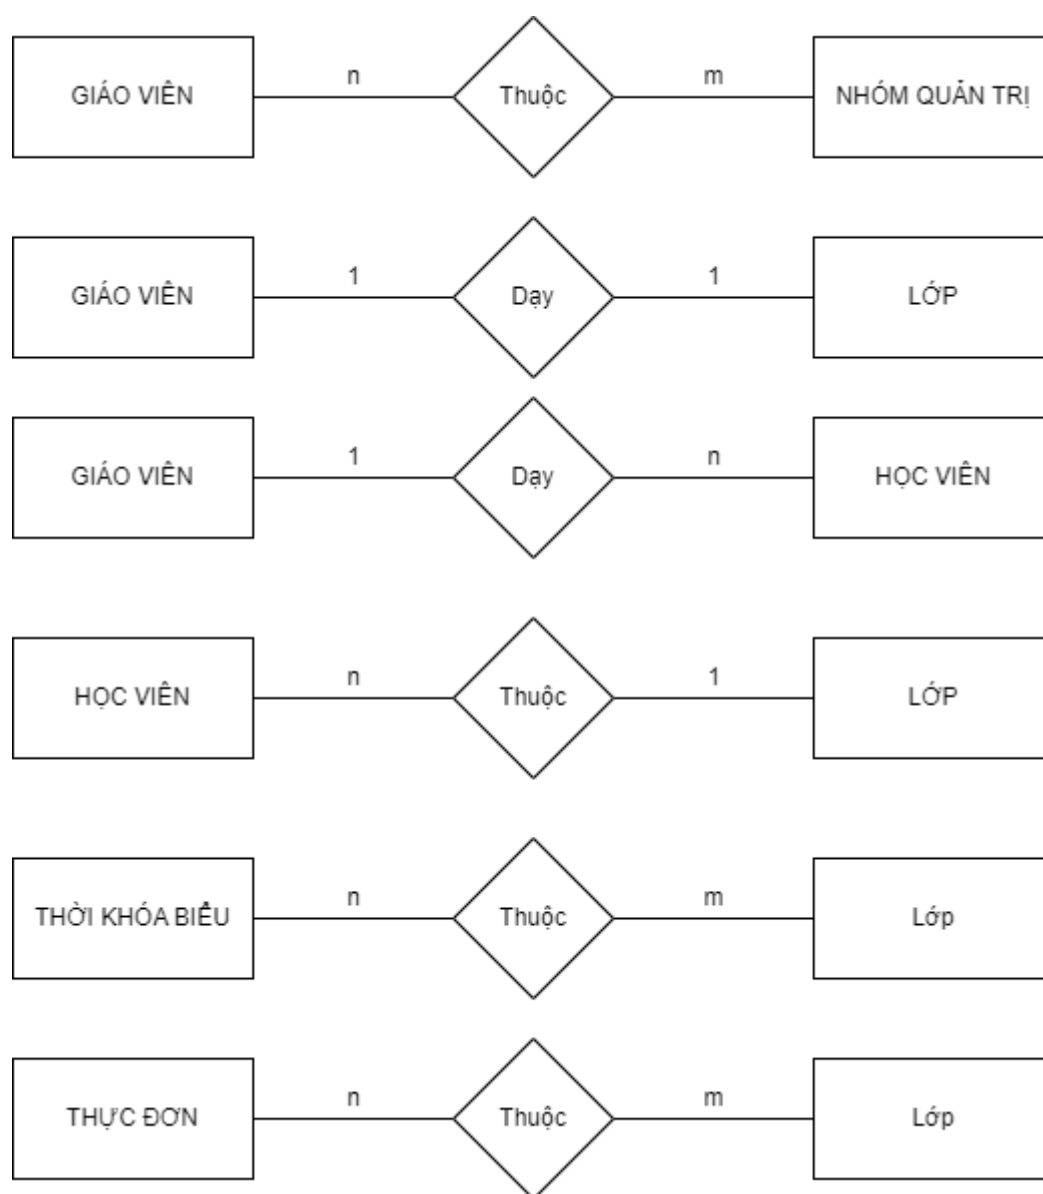 GIÁO VIÊN n Thuộc m NHÓM QUẢN TRỊ
GIÁO VIÊN 1 Dạy 1 LỚP
GIÁO VIÊN 1 Dạy n HỌC VIÊN
HỌC VIÊN n Thuộc 1 LỚP
THỜI KHÓA BIỂU n Thuộc m Lớp
THỰC ĐƠN n Thuộc m Lớp